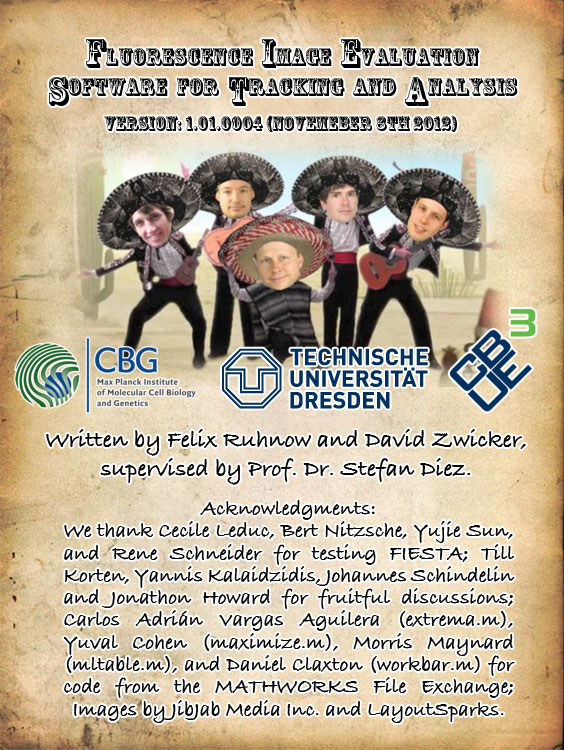 Fluorescence Image Evaluation
Software for Tracking and Analysis
version: 1.01.0004 (Novemeber 8th 2012)
CBG
Max Planck Institute
of Molecular Cell Biology
and Genetics
TECHNISCHE
UNIVERSITÄT
DRESDEN
CB
UE
3
Written by Felix Ruhnow and David Zwicker,
supervised by Prof. Dr. Stefan Diez.
Acknowledgments:
We thank Cecile Leduc, Bert Nitzsche, Yujie Sun,
and Rene Schneider for testing FIESTA; Till
Korten, Yannis Kalaidzidis, Johannes Schindelin
and Jonathon Howard for fruitful discussions;
Carlos Adrián Vargas Aguilera (extrema.m),
Yuval Cohen (maximize.m), Morris Maynard
(mltable.m), and Daniel Claxton (workbar.m) for
code from the MATHWORKS File Exchange;
Images by JibJab Media Inc. and LayoutSparks.